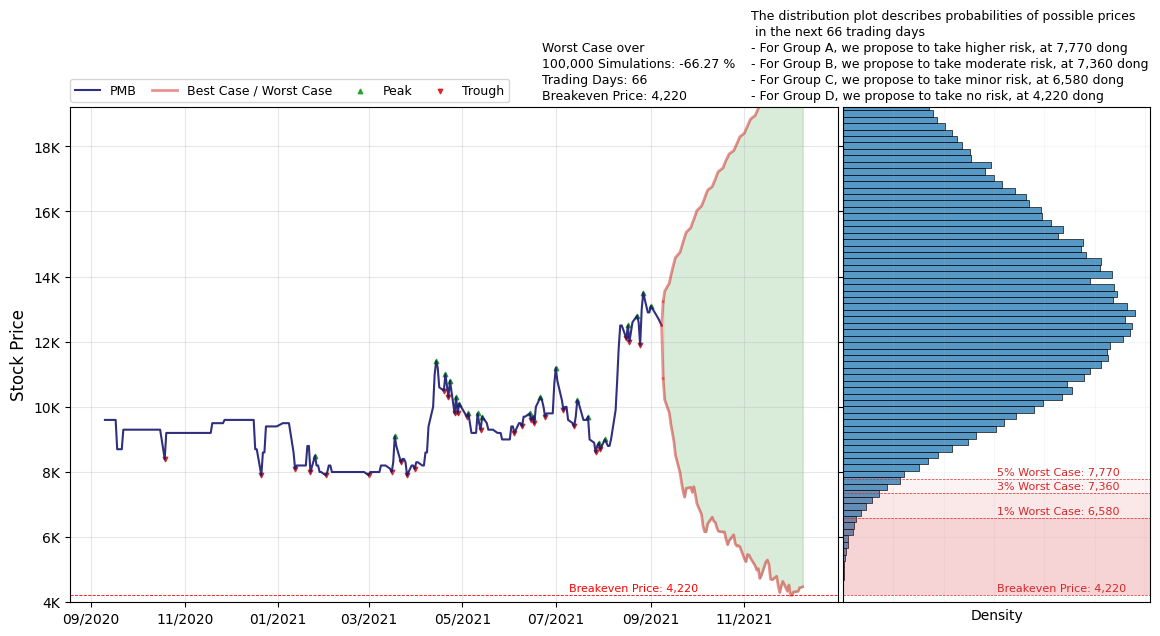 The distribution plot describes probabilities of possible prices
in the next 66 trading days
- For Group A, we propose to take higher risk, at 7,770 dong
- For Group B, we propose to take moderate risk, at 7,360 dong
- For Group C, we propose to take minor risk, at 6,580 dong
- For Group D, we propose to take no risk, at 4,220 dong
Worst Case over
100,000 Simulations: -66.27 %
Trading Days: 66
Breakeven Price: 4,220
PMB
Best Case / Worst Case
Peak
Trough
Stock Price
18K
16K
14K
12K
10K
8K
6K
4K
Breakeven Price: 4,220
09/2020
11/2020
01/2021
03/2021
05/2021
07/2021
09/2021
11/2021
5% Worst Case: 7,770
3% Worst Case: 7,360
1% Worst Case: 6,580
Breakeven Price: 4,220
Density